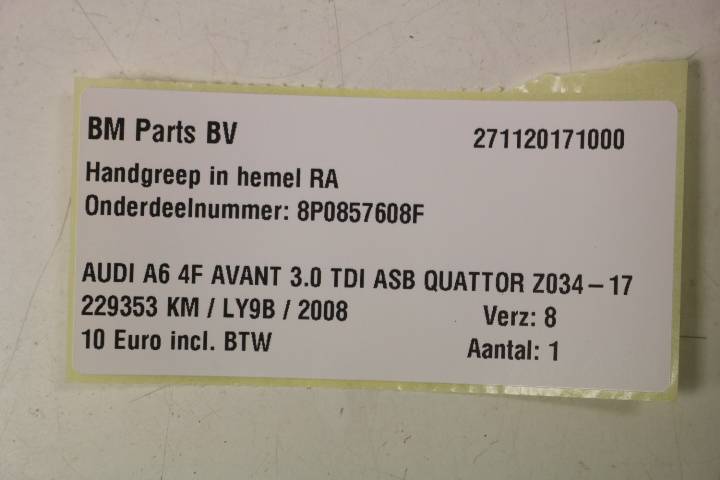 BM Parts BV 271120171000
Handgreep in hemel RA
Onderdeelnummer: 8P0857608F
AUDI A6 4F AVANT 3.0 TDI ASB QUATTOR Z034-17
229353 KM / LY9B / 2008 Verz: 8
10 Euro incl. BTW Aantal: 1